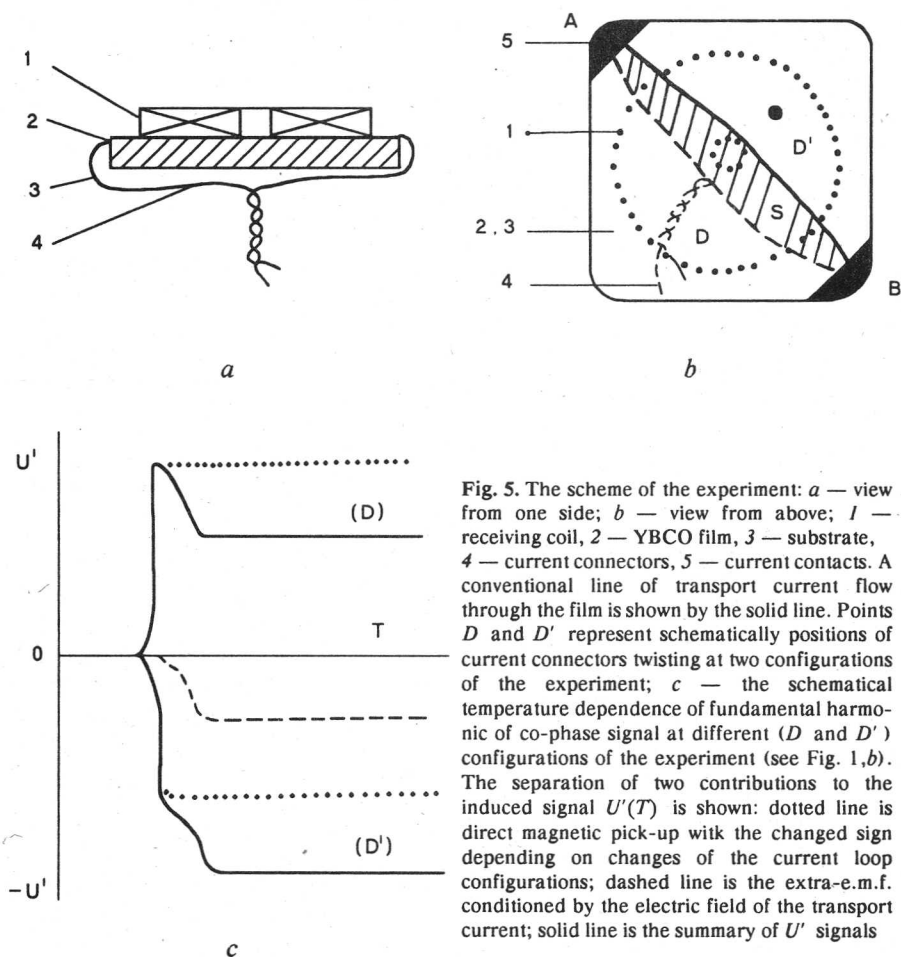 1
2
3
4
a
A
5
1
D'
S
2,3
D
4
B
b
U'
(D)
T
0
(D')
-U'
c
Fig. 5. The scheme of the experiment: a — view
from one side; b — view from above; 1 —
receiving coil, 2 — YBCO film, 3 — substrate,
4 — current connectors, 5 — current contacts. A
conventional line of transport current flow
through the film is shown by the solid line. Points
D and D' represent schematically positions of
current connectors twisting at two configurations
of the experiment; c — the schematical
temperature dependence of fundamental harmo-
nic of co-phase signal at different (D and D')
configurations of the experiment (see Fig. 1,b).
The separation of two contributions to the
induced signal U'(T) is shown: dotted line is
direct magnetic pick-up witk the changed sign
depending on changes of the current loop
configurations; dashed line is the extra-e.m.f.
conditioned by the electric field of the transport
current; solid line is the summary of U' signals